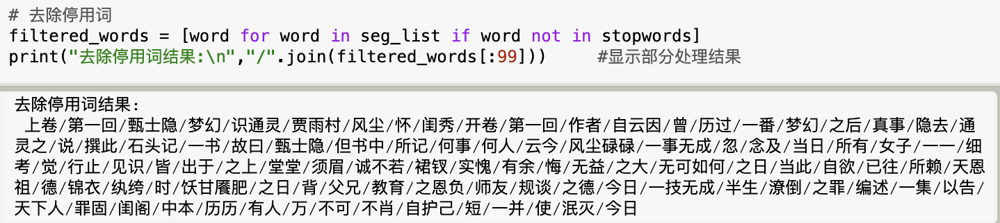 # 去除停用词
filtered_words = [word for word in seg_list if word not in stopwords]
print("去除停用词结果:\n","/".join(filtered_words[:99]))     #显示部分处理结果
去除停用词结果:
上卷/第一回/甄士隐/梦幻/识通灵/贾雨村/风尘/怀/闺秀/开卷/第一回/作者/自云因/曾/历过/一番/梦幻/之后/真事/隐去/通
灵之/说/撰此/石头记/一书/故曰/甄士隐/但书中/所记/何事/何人/云今/风尘碌碌/一事无成/忽/念及/当日/所有/女子/一一/细
考/觉/行止/见识/皆/出于/之上/堂堂/须眉/诚不若/裙钗/实愧/有余/悔/无益/之大/无可如何/之日/当此/自欲/已往/所赖/天恩
祖/德/锦衣/纨绔/时/饫甘餍肥/之日/背/父兄/教育/之恩负/师友/规谈/之德/今日/一技无成/半生/潦倒/之罪/编述/一集/以告/
天下人/罪固/闺阁/中本/历历/有人/万/不可/不肖/自护己/短/一并/使/泯灭/今日